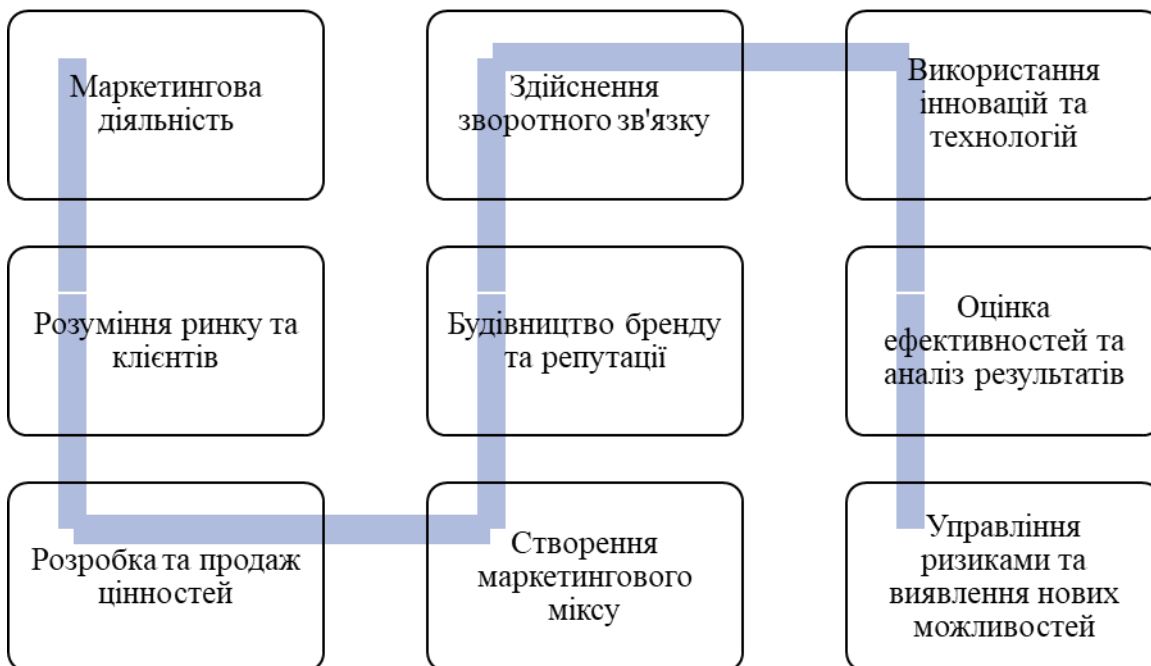 Маркетингова
діяльність
Розуміння ринку та
клієнтів
Розробка та продаж
цінностей
Створення
маркетингового
міксу
Будівництво бренду
та репутації
Здійснення
зворотного зв'язку
Використання
інновацій та
технологій
Оцінка
ефективностей та
аналіз результатів
Управління
ризиками та
виявлення нових
можливостей